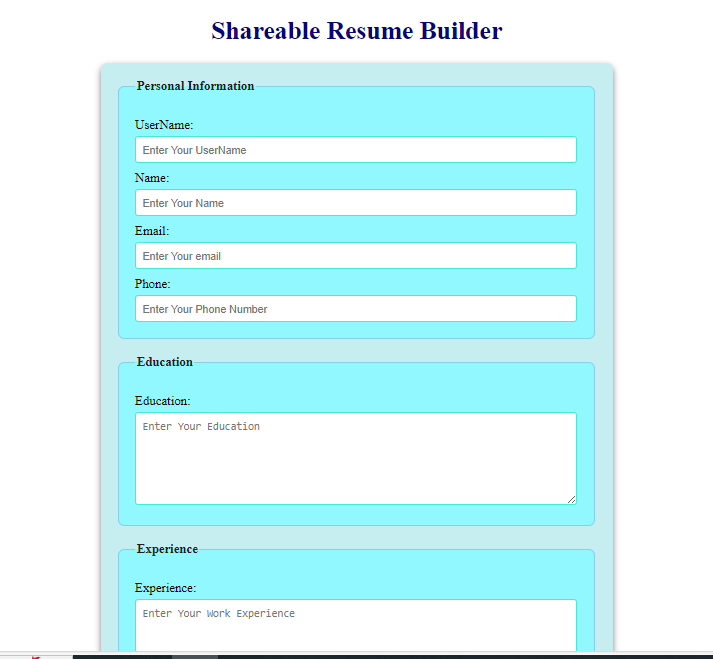 Shareable Resume Builder
Personal Information
UserName:
Enter Your UserName
Name:
Enter Your Name
Email:
Enter Your email
Phone:
Enter Your Phone Number
Education
Education:
Enter Your Education
Experience
Experience:
Enter Your Work Experience